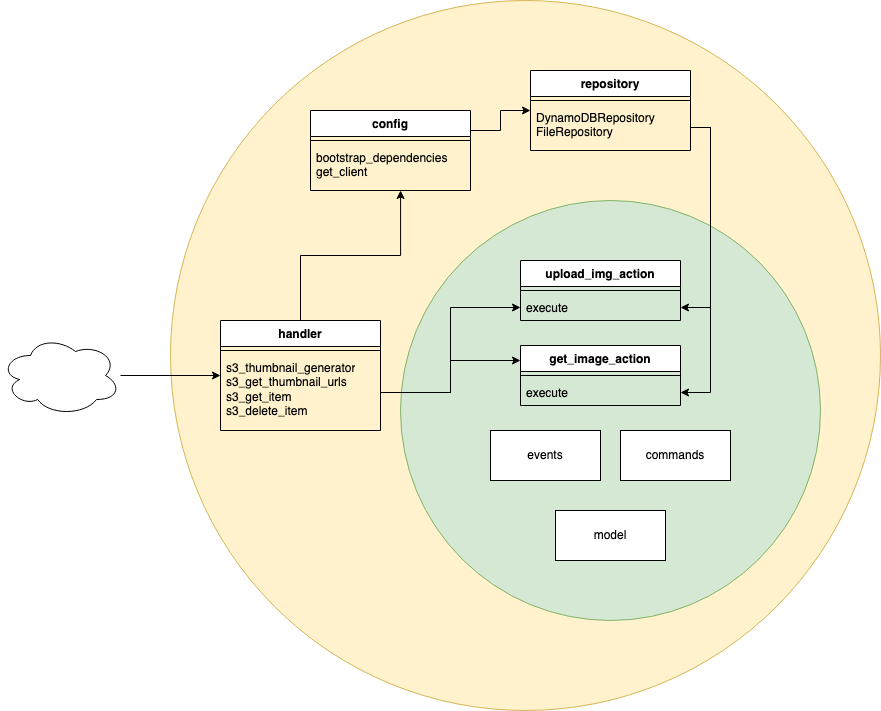 repository
DynamoDBRepository
FileRepository
config
bootstrap_dependencies
get_client
upload_img_action
execute
handler
s3_thumbnail_generator
s3_get_thumbnail_urls
s3_get_item
s3_delete_item
get_image_action
execute
events
commands
model